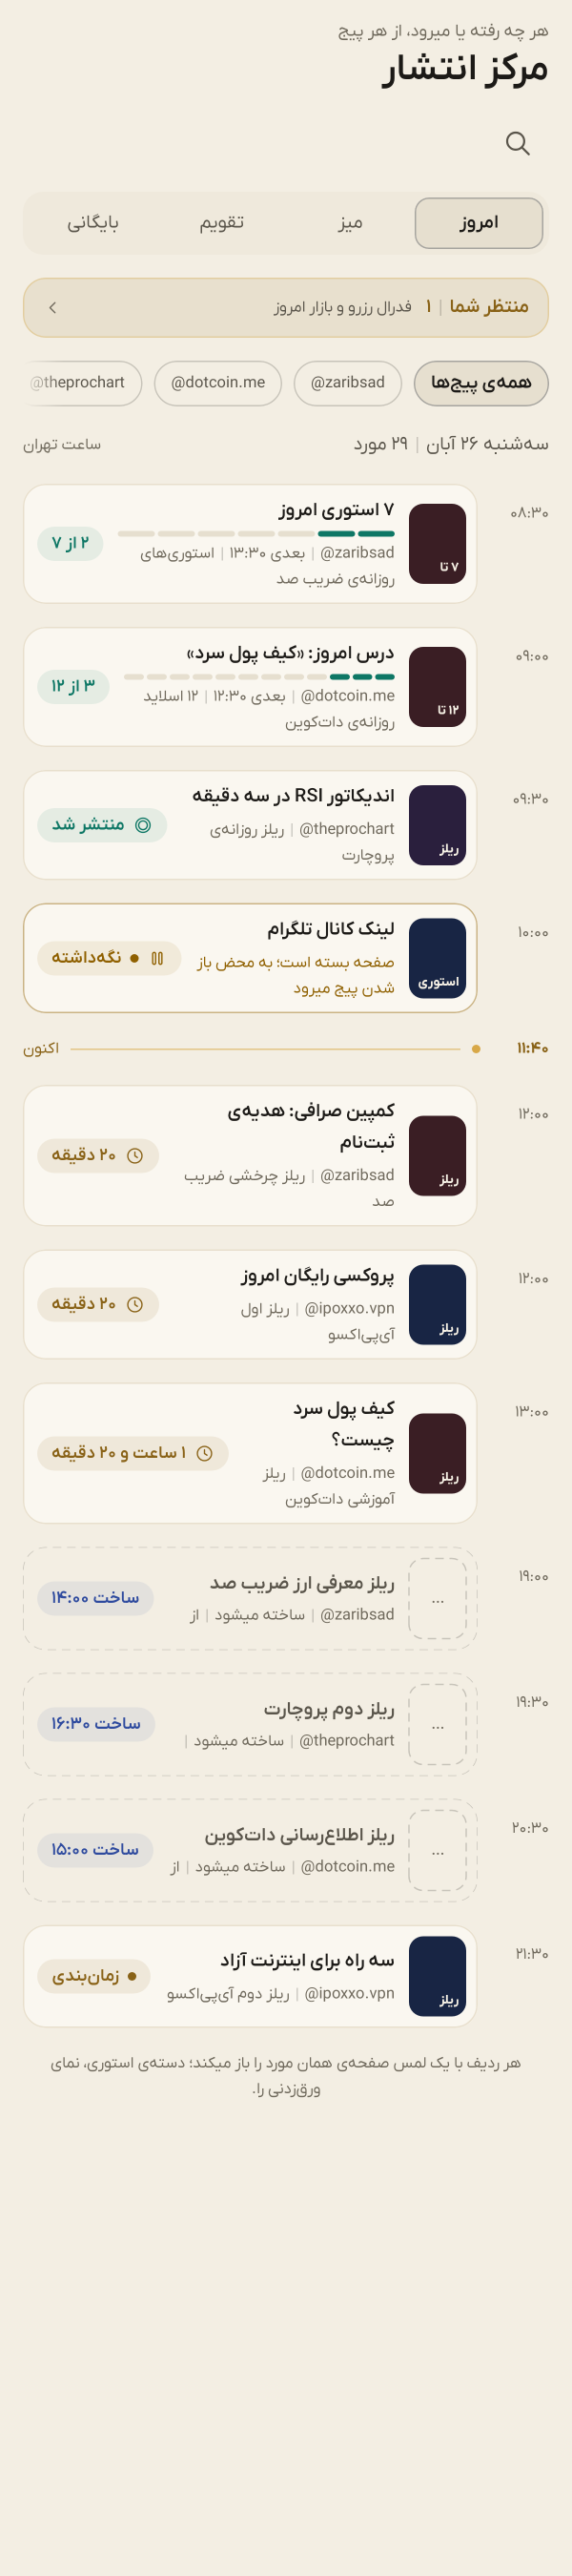 هر چه رفته یا میرود، از هر پیج
مرکز انتشار
امروز
میز
تقویم
بایگانی
منتظر شما | ۱ فدرال رزرو و بازار امروز
همه‌ی پیج‌ها
@zaribsad
@dotcoin.me
@theprochart
سه‌شنبه ۲۶ آبان | ۲۹ مورد
ساعت تهران
۰۸:۳۰
۷ تا
۷ استوری امروز
@zaribsad | بعدی ۱۳:۳۰ | استوری‌های
روزانه‌ی ضریب صد
۲ از ۷
۰۹:۰۰
۱۲ تا
درس امروز: «کیف پول سرد»
@dotcoin.me | بعدی ۱۲:۳۰ | ۱۲ اسلاید
روزانه‌ی دات‌کوین
۳ از ۱۲
۰۹:۳۰
ریلز
اندیکاتور RSI در سه دقیقه
@theprochart | ریلز روزانه‌ی
پروچارت
منتشر شد
۱۰:۰۰
استوری
لینک کانال تلگرام
صفحه بسته است؛ به محض باز
شدن پیج میرود
نگه‌داشته
۱۱:۴۰
اکنون
۱۲:۰۰
ریلز
کمپین صرافی: هدیه‌ی
ثبت‌نام
@zaribsad | ریلز چرخشی ضریب
صد
۲۰ دقیقه
۱۲:۰۰
ریلز
پروکسی رایگان امروز
@ipoxxo.vpn | ریلز اول
آی‌پی‌اکسو
۲۰ دقیقه
۱۳:۰۰
ریلز
کیف پول سرد
چیست؟
@dotcoin.me | ریلز
آموزشی دات‌کوین
۱ ساعت و ۲۰ دقیقه
۱۹:۰۰
...
ریلز معرفی ارز ضریب صد
@zaribsad | ساخته میشود | از
ساخت ۱۴:۰۰
۱۹:۳۰
...
ریلز دوم پروچارت
@theprochart | ساخته میشود |
ساخت ۱۶:۳۰
۲۰:۳۰
...
ریلز اطلاع‌رسانی دات‌کوین
@dotcoin.me | ساخته میشود | از
ساخت ۱۵:۰۰
۲۱:۳۰
ریلز
سه راه برای اینترنت آزاد
@ipoxxo.vpn | ریلز دوم آی‌پی‌اکسو
زمان‌بندی
هر ردیف با یک لمس صفحه‌ی همان مورد را باز میکند؛ دسته‌ی استوری، نمای
ورق‌زدنی را.